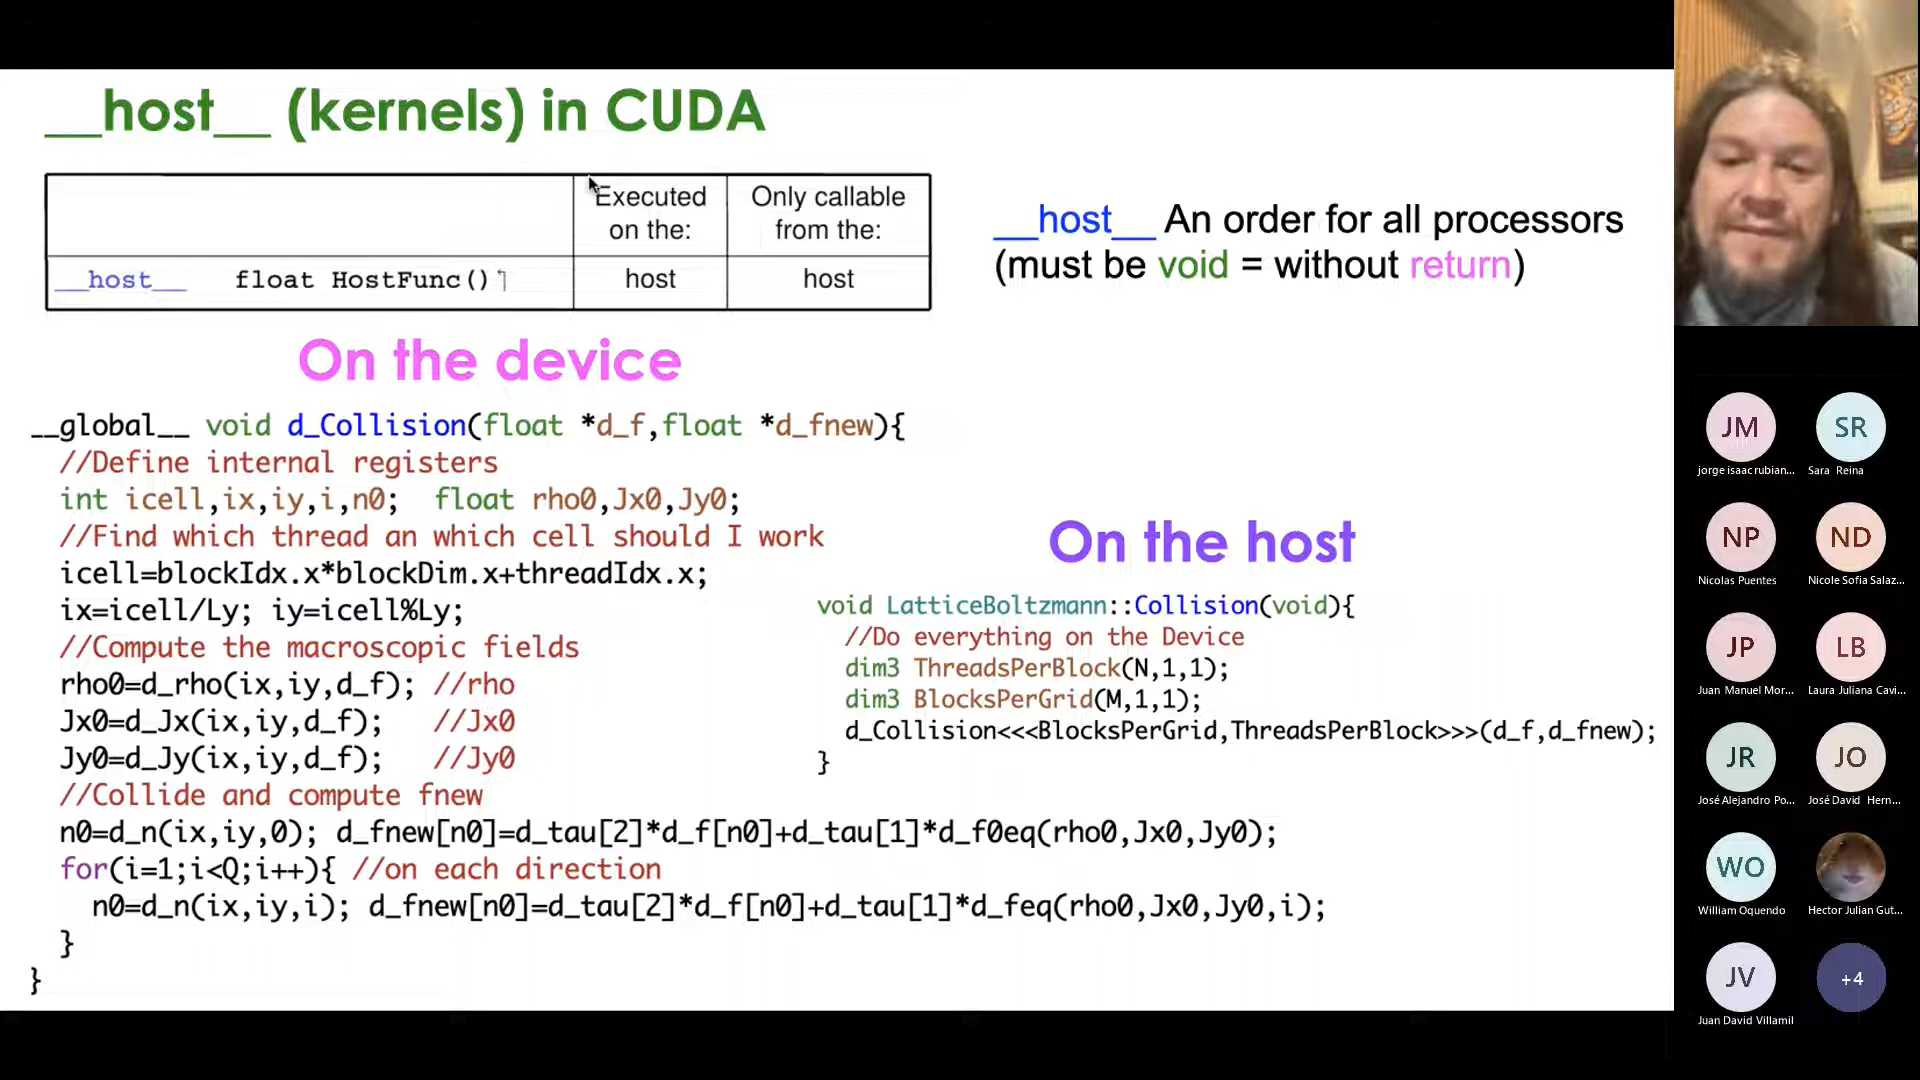 __host__ (kernels) in CUDA
Executed on the:
Only callable from the:
__host__ float HostFunc()
host
host
__host__ An order for all processors
(must be void = without return)
On the device
__global__ void d_Collision(float *d_f,float *d_fnew){
//Define internal registers
int icell,ix,iy,i,n0; float rho0,Jx0,Jy0;
//Find which thread an which cell should I work
icell=blockIdx.x*blockDim.x+threadIdx.x;
ix=icell/Ly; iy=icell%Ly;
//Compute the macroscopic fields
rho0=d_rho(ix,iy,d_f); //rho
Jx0=d_Jx(ix,iy,d_f); //Jx0
Jy0=d_Jy(ix,iy,d_f); //Jy0
//Collide and compute fnew
n0=d_n(ix,iy,0); d_fnew[n0]=d_tau[2]*d_f[n0]+d_tau[1]*d_f0eq(rho0,Jx0,Jy0);
for(i=1;i<Q;i++){ //on each direction
n0=d_n(ix,iy,i); d_fnew[n0]=d_tau[2]*d_f[n0]+d_tau[1]*d_feq(rho0,Jx0,Jy0,i);
}
}
On the host
void LatticeBoltzmann::Collision(void){
//Do everything on the Device
dim3 ThreadsPerBlock(N,1,1);
dim3 BlocksPerGrid(M,1,1);
d_Collision<<<BlocksPerGrid,ThreadsPerBlock>>>(d_f,d_fnew);
}
JM
jorge isaac rubian...
SR
Sara Reina
NP
Nicolas Puentes
ND
Nicole Sofia Salaz...
JP
Juan Manuel Mor...
LB
Laura Juliana Cavi...
JR
José Alejandro Po...
JO
José David Hern...
WO
William Oquendo
Hector Julian Gut...
JV
Juan David Villamil
+4